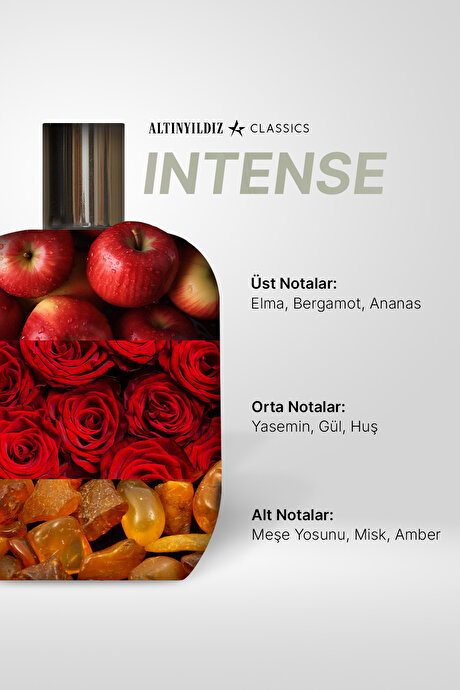 ALTINYILDIZ CLASSICS
INTENSE
Üst Notalar:
Elma, Bergamot, Ananas
Orta Notalar:
Yasemin, Gül, Huş
Alt Notalar:
Meşe Yosunu, Misk, Amber